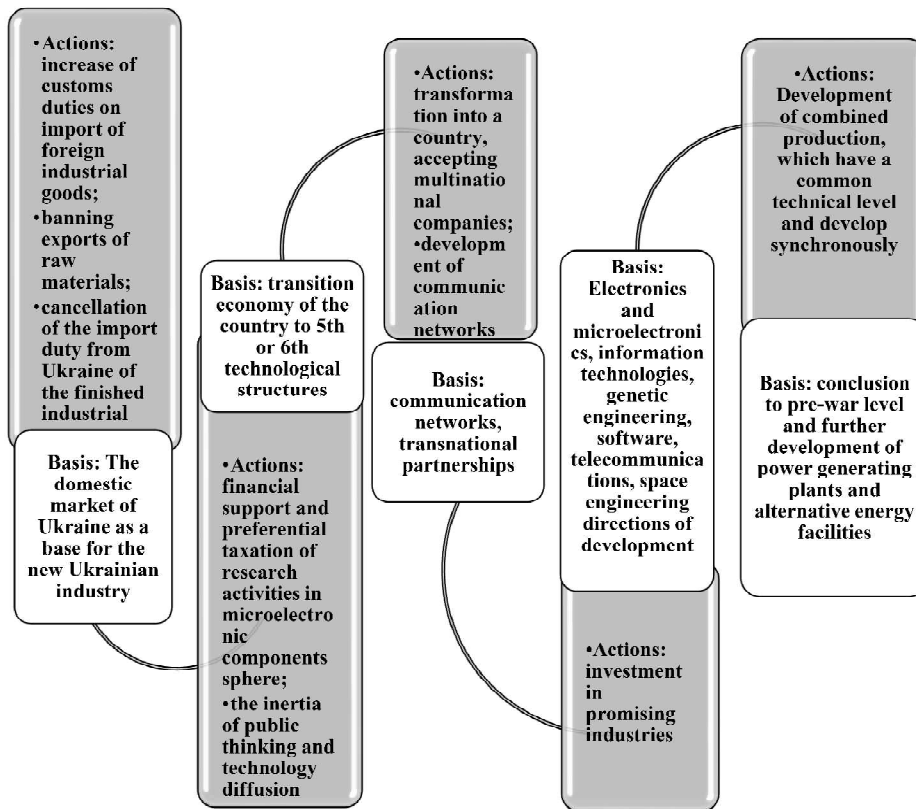 •Actions:
increase of
customs
duties on
import of
foreign
industrial
goods;
•banning
exports of
raw
materials;
•cancellation
of the import
duty from
Ukraine of
the finished
industrial
Basis: The
domestic
market of
Ukraine as a
base for the
new Ukrainian
industry
Basis: transition
economy of the
country to 5th
or 6th
technological
structures
•Actions:
financial
support and
preferential
taxation of
research
activities in
microelectro
nic
components
sphere;
•the inertia
of public
thinking and
technology
diffusion
•Actions:
transforma
tion into a
country,
accepting
multinatio
nal
companies;
•developm
ent of
communic
ation
networks
Basis:
communication
networks,
transnational
partnerships
Basis:
Electronics
and
microelectroni
cs, information
technologies,
genetic
engineering,
software,
telecommunica
tions, space
engineering
directions of
development
•Actions:
investment
in
promising
industries
•Actions:
Development
of combined
production,
which have a
common
technical
level and
develop
synchronously
Basis: conclusion
to pre-war level
and further
development of
power generating
plants and
alternative energy
facilities